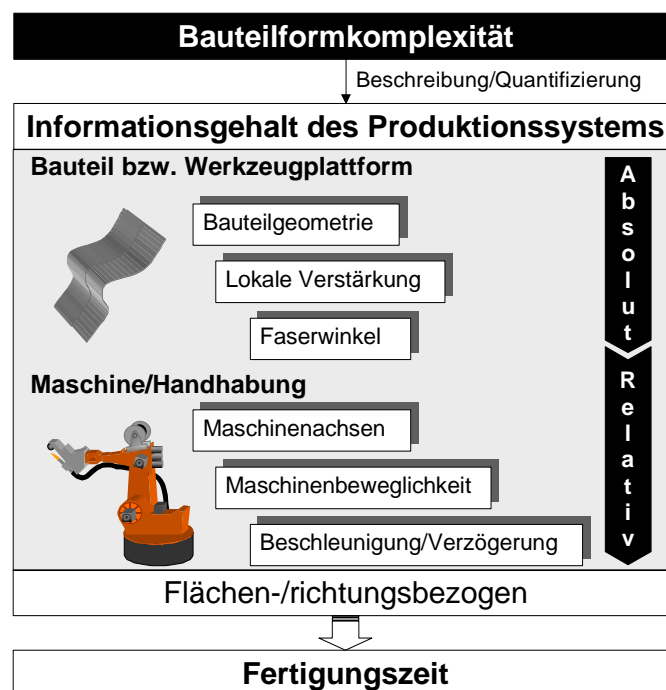 Bauteilformkomplexität
Beschreibung/Quantifizierung
Informationsgehalt des Produktionssystems
Bauteil bzw. Werkzeugplattform
Bauteilgeometrie
Lokale Verstärkung
Faserwinkel
Absolut
Maschine/Handhabung
Maschinenachsen
Maschinenbeweglichkeit
Beschleunigung/Verzögerung
Relativ
Flächen-/richtungsbezogen
Fertigungszeit